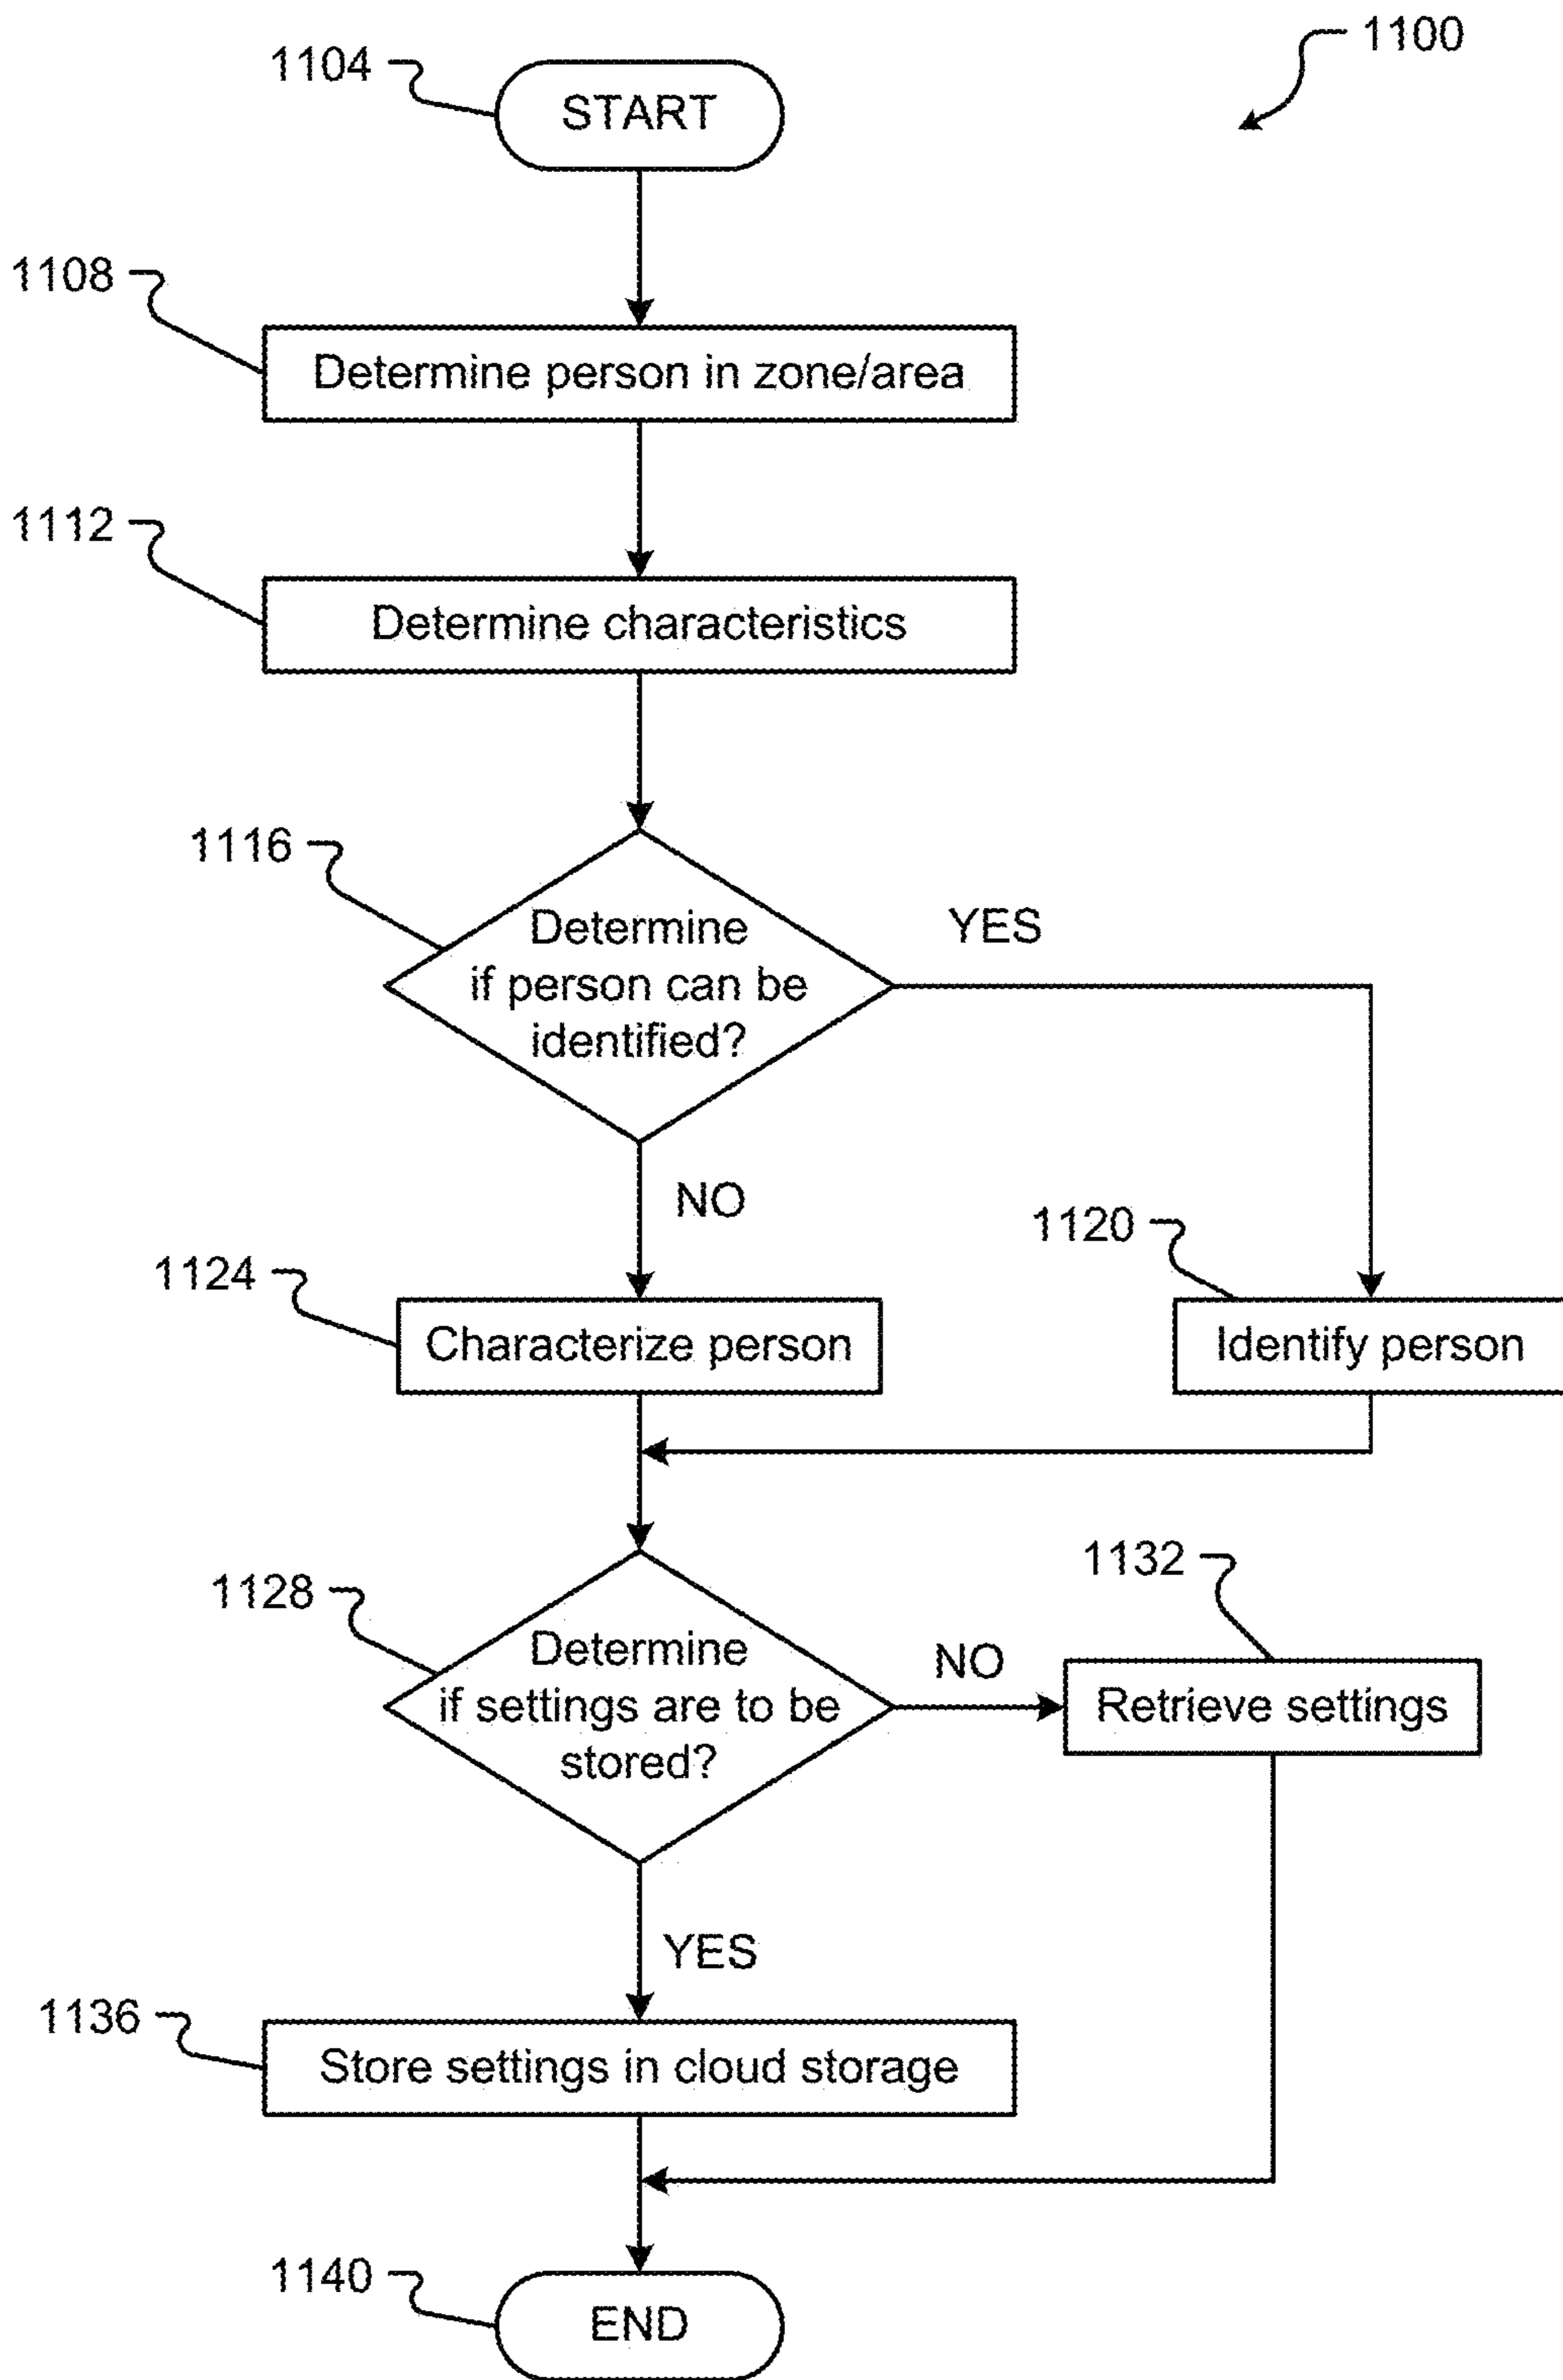 1100
1104
START
1108
Determine person in zone/area
1112
Determine characteristics
1116
Determine
if person can be
identified?
YES
NO
1120
1124
Characterize person
Identify person
1128
1132
Determine
if settings are to be
stored?
NO
Retrieve settings
YES
1136
Store settings in cloud storage
1140
END